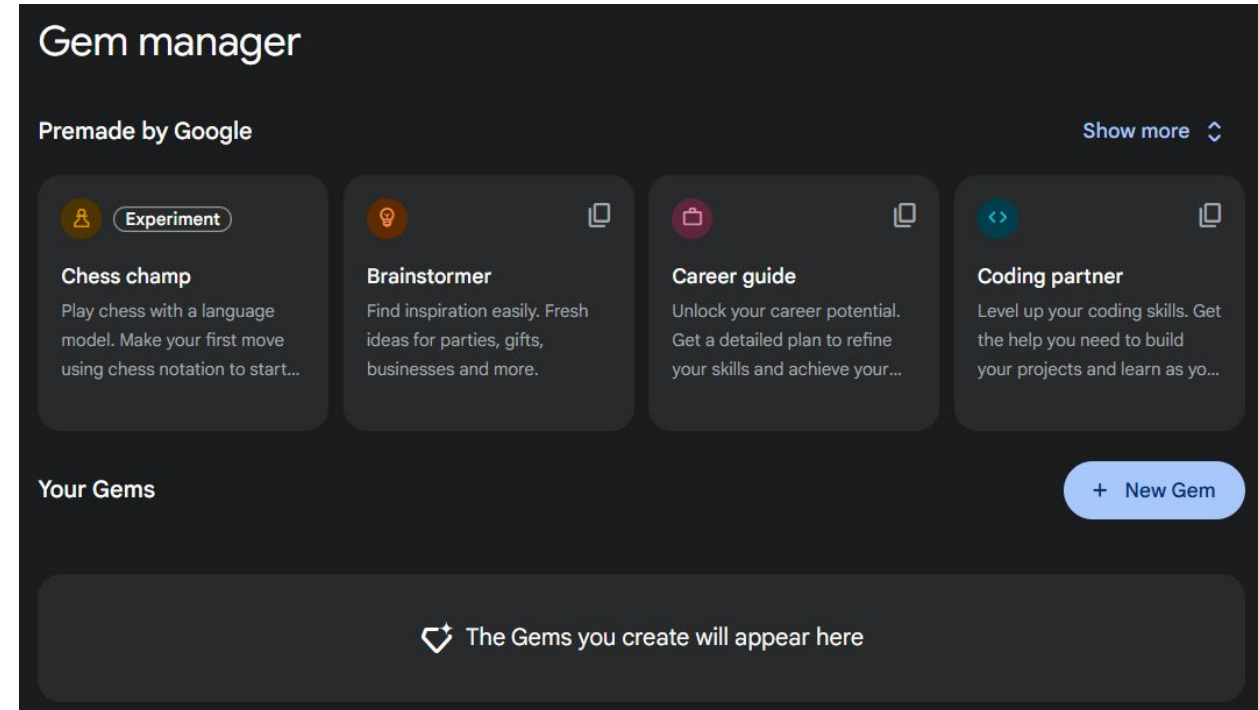 Gem manager
Premade by Google
Show more
Experiment
Chess champ
Play chess with a language
model. Make your first move
using chess notation to start...
Brainstormer
Find inspiration easily. Fresh
ideas for parties, gifts,
businesses and more.
Career guide
Unlock your career potential.
Get a detailed plan to refine
your skills and achieve your...
<>
Coding partner
Level up your coding skills. Get
the help you need to build
your projects and learn as yo...
Your Gems
+ New Gem
The Gems you create will appear here